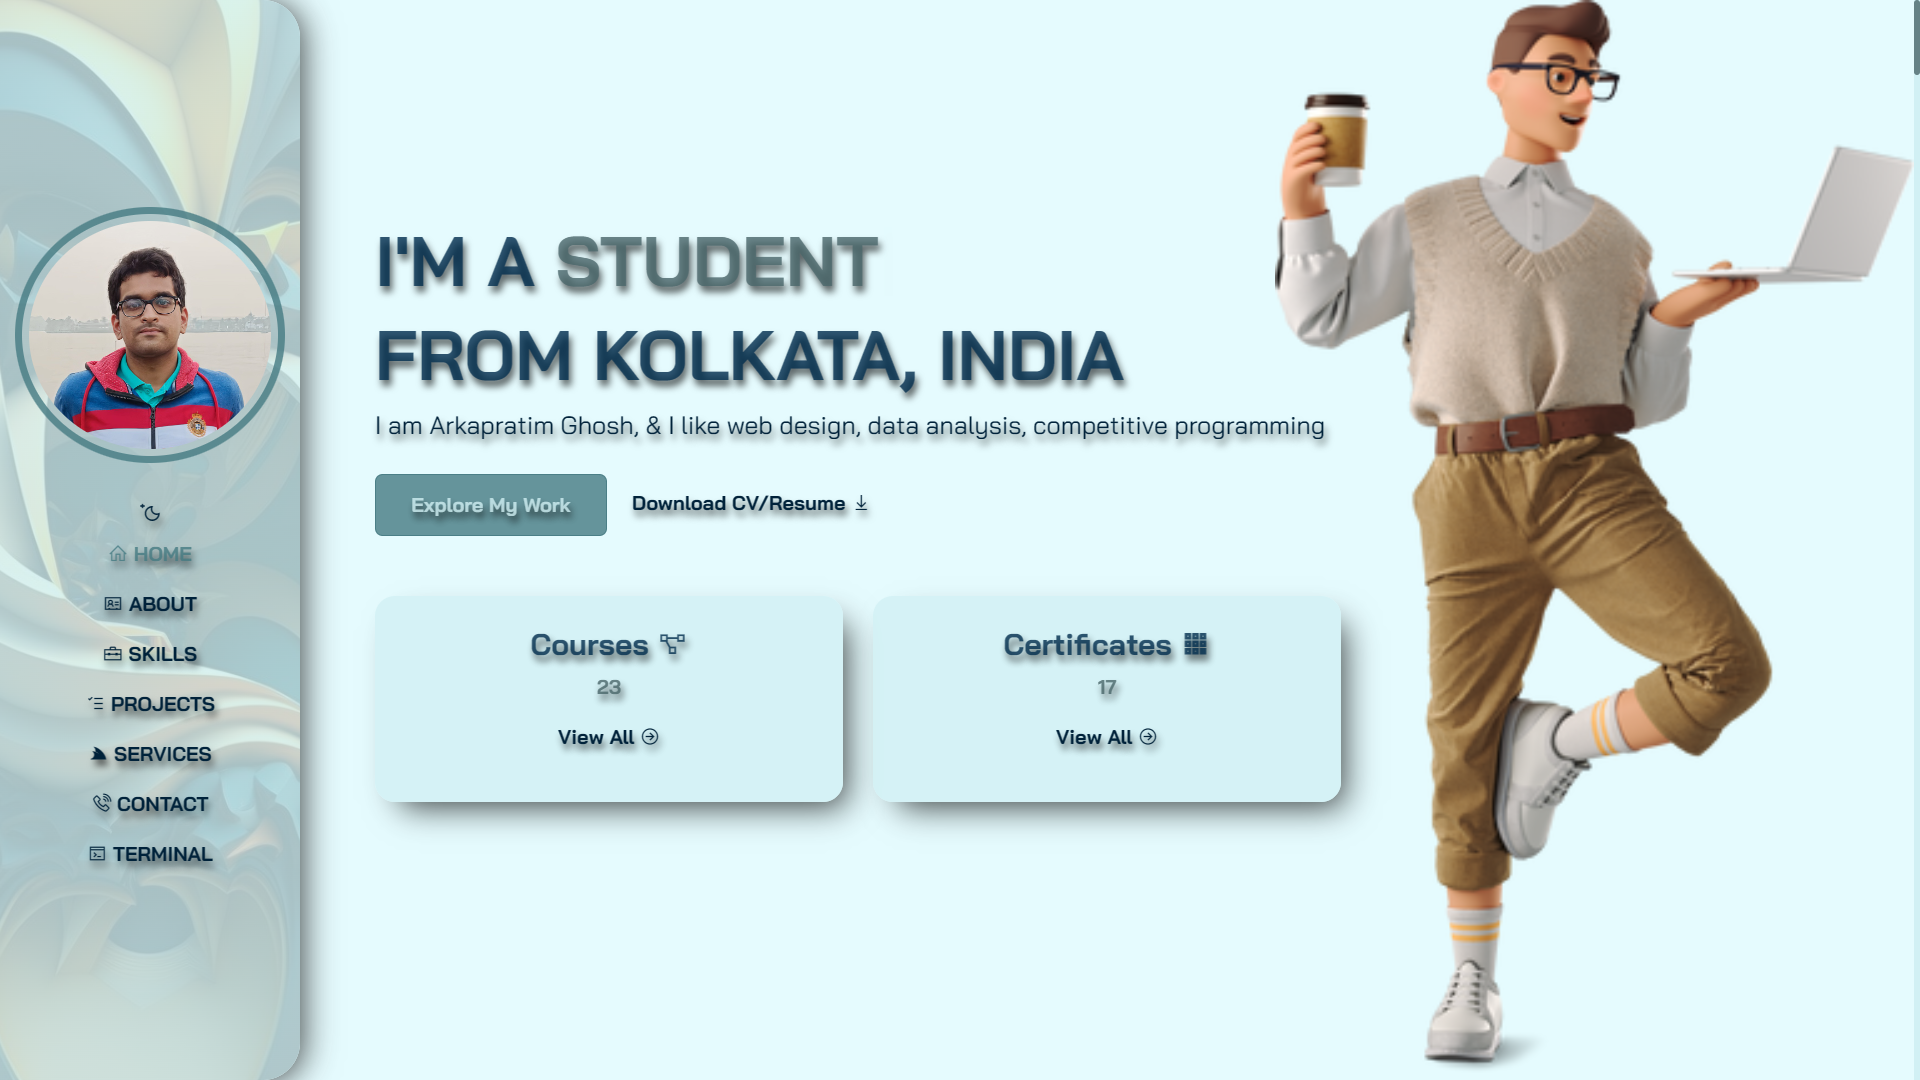 HOME
ABOUT
SKILLS
PROJECTS
SERVICES
CONTACT
TERMINAL
I'M A STUDENT
FROM KOLKATA, INDIA
I am Arkapratim Ghosh, & I like web design, data analysis, competitive programming
Explore My Work
Download CV/Resume
Courses
23
View All
Certificates
17
View All